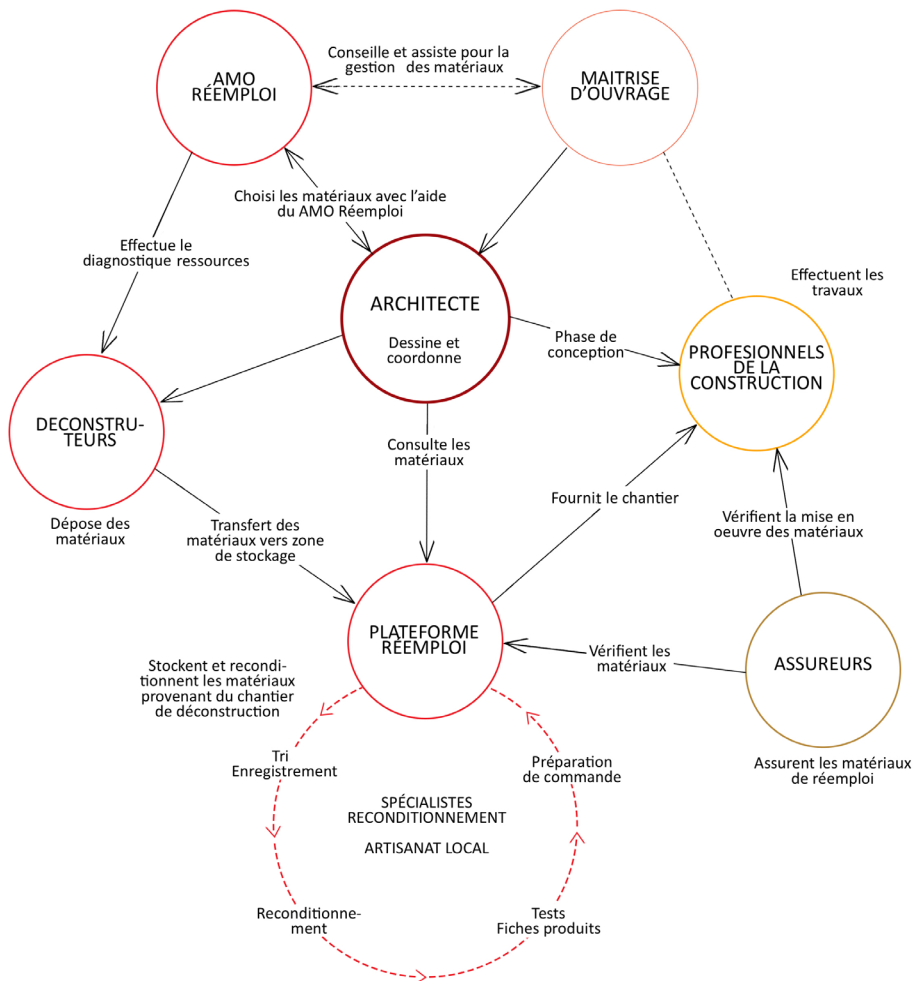 AMO
RÉEMPLOI
Conseille et assiste pour la
gestion des matériaux
MAITRISE
D'OUVRAGE
Choisi les matériaux avec l'aide
du AMO Réemploi
Effectue le
diagnostique ressources
ARCHITECTE
Dessine et
coordonne
Effectuent les
travaux
Phase de
conception
PROFESIONNELS
DE LA
CONSTRUCTION
DECONSTRU-
TEURS
Dépose des
matériaux
Consulte les
matériaux
Transfert des
matériaux vers zone
de stockage
Fournit le chantier
Vérifient la mise en
oeuvre des matériaux
PLATEFORME
RÉEMPLOI
Vérifient les
matériaux
ASSUREURS
Assurent les matériaux
de réemploi
Stockent et recondi-
tionnent les matériaux
provenant du chantier
de déconstruction
Tri
Enregistrement
Préparation
de commande
SPÉCIALISTES
RECONDITIONNEMENT
ARTISANAT LOCAL
Reconditionne-
ment
Tests
Fiches produits